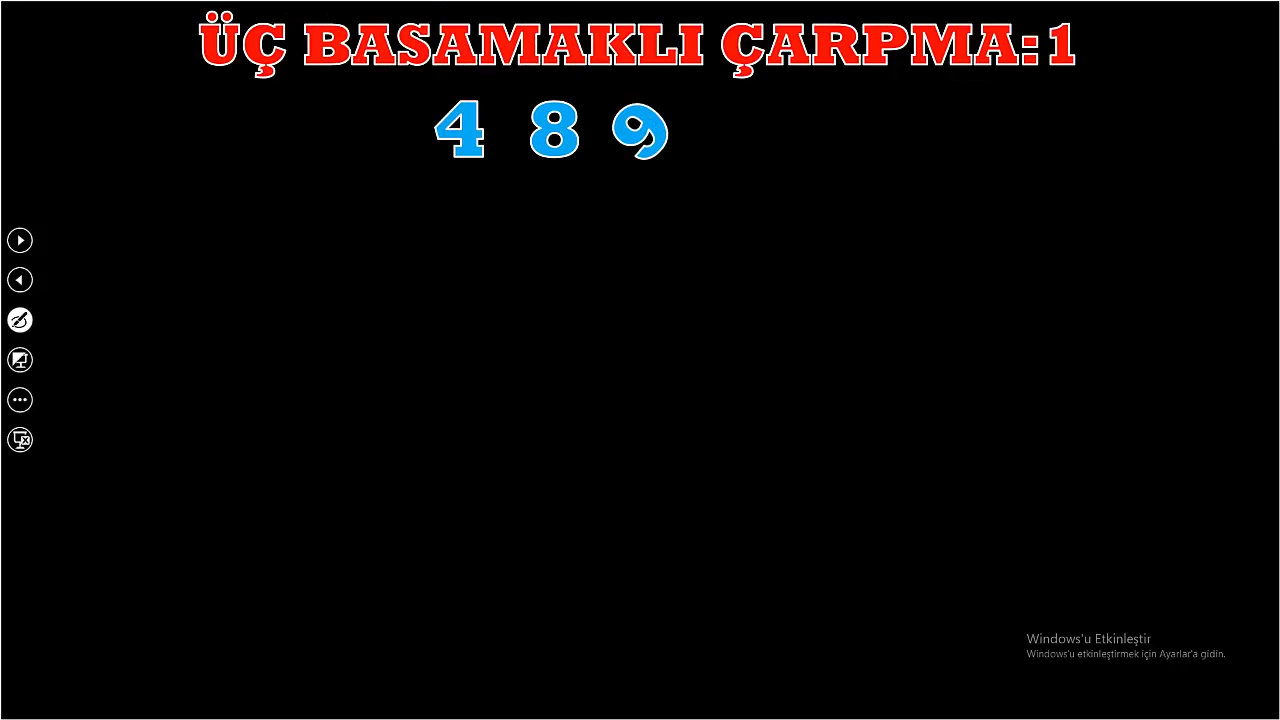 ÜÇ BASAMAKLI ÇARPMA:1
4 8 9
Windows'u Etkinleştir
Windows'u etkinleştirmek için Ayarlar'a gidin.